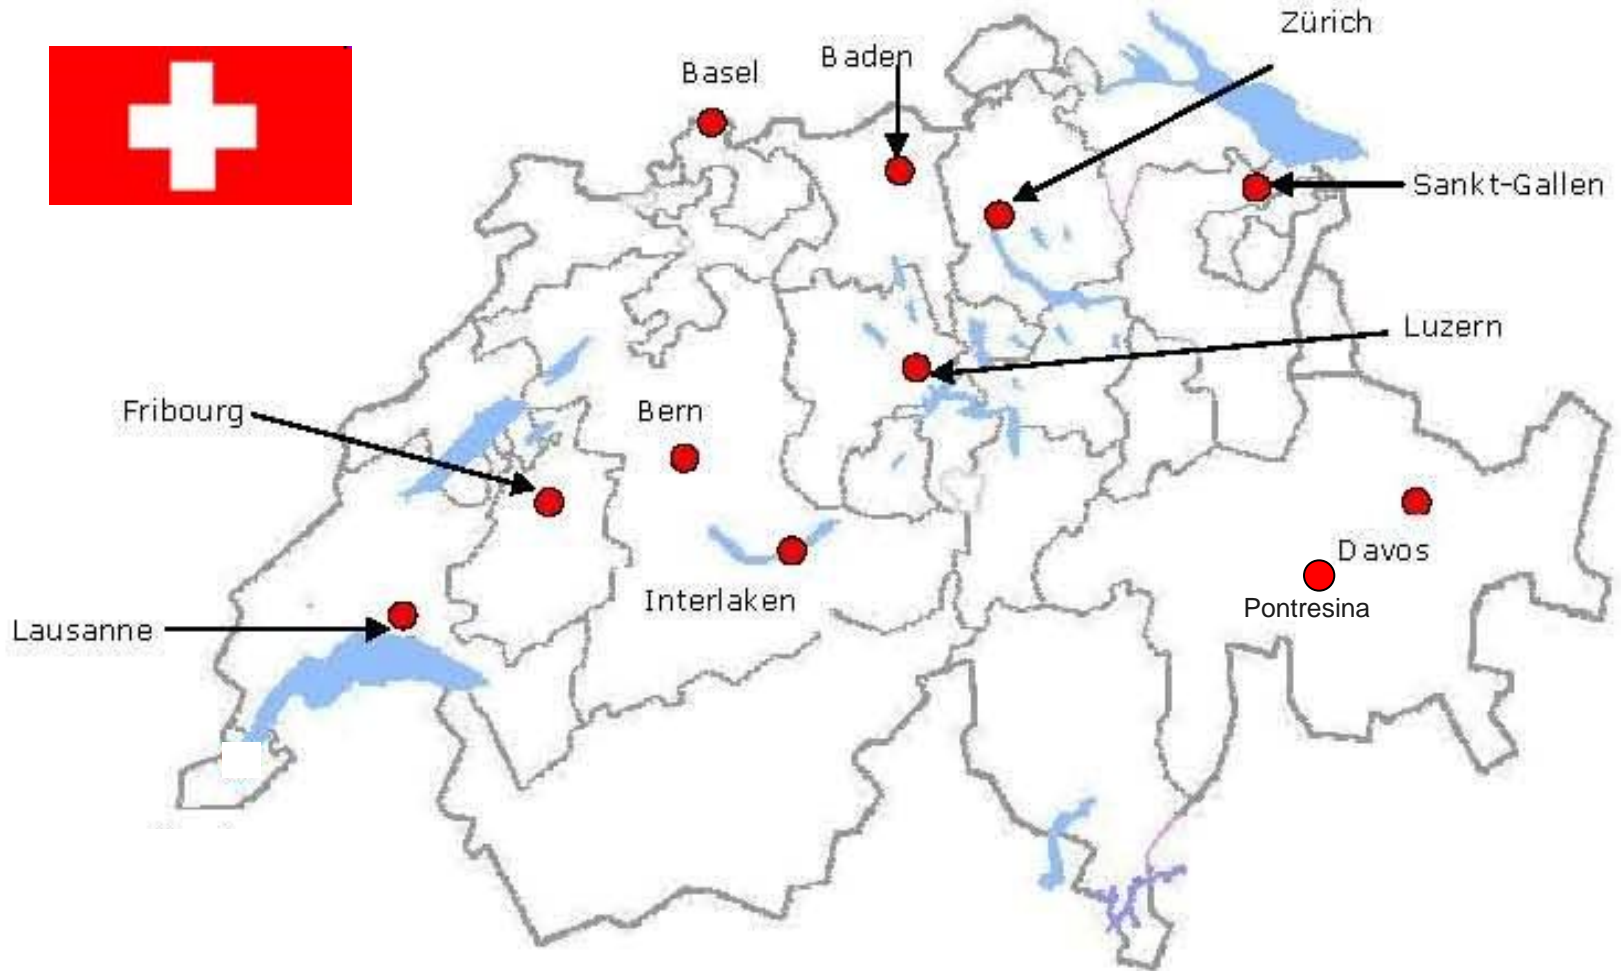 Zürich
Baden
Basel
Sankt-Gallen
Luzern
Fribourg
Bern
Davos
Interlaken
Pontresina
Lausanne